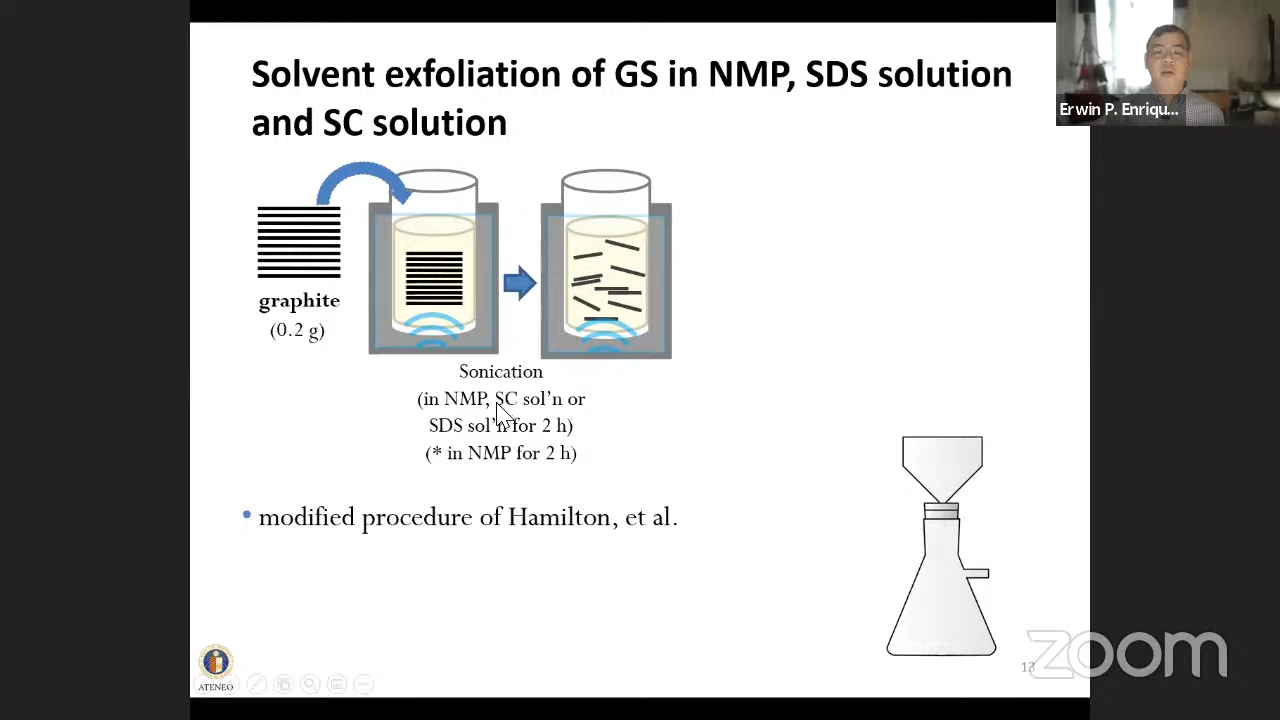 Solvent exfoliation of GS in NMP, SDS solution
and SC solution
Erwin P. Enriqu...
graphite
(0.2 g)
Sonication
(in NMP, SC sol’n or
SDS sol’n for 2 h)
(* in NMP for 2 h)
• modified procedure of Hamilton, et al.
ATENEO
13
zoom